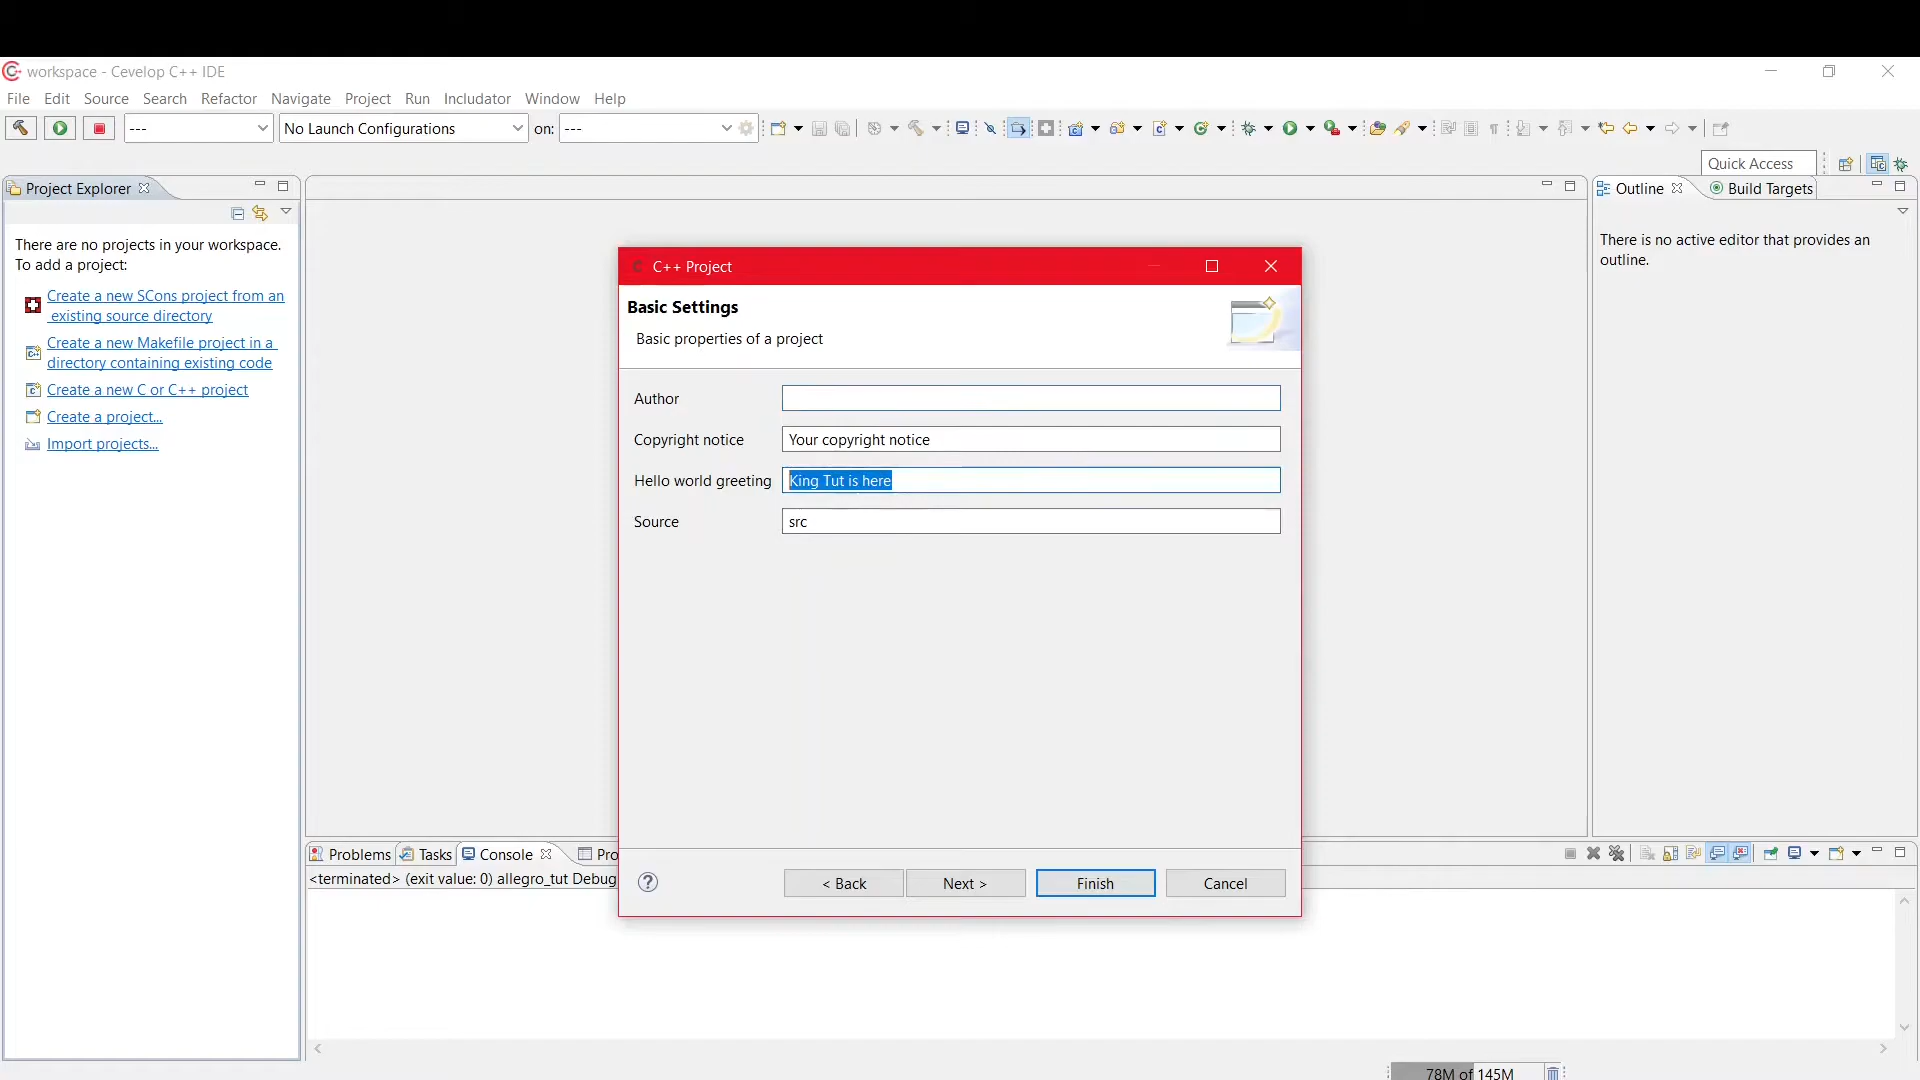 workspace - Cevelop C++ IDE
File Edit Source Search Refactor Navigate Project Run Includator Window Help
--- No Launch Configurations on: ---
Quick Access
Project Explorer
There are no projects in your workspace.
To add a project:
Create a new SCons project from an
existing source directory
Create a new Makefile project in a
directory containing existing code
Create a new C or C++ project
Create a project...
Import projects...
C++ Project
Basic Settings
Basic properties of a project
Author
Copyright notice Your copyright notice
Hello world greeting King Tut is here
Source src
< Back Next > Finish Cancel
Outline Build Targets
There is no active editor that provides an
outline.
Problems Tasks Console Pro
<terminated> (exit value: 0) allegro_tut Debug
78M of 145M